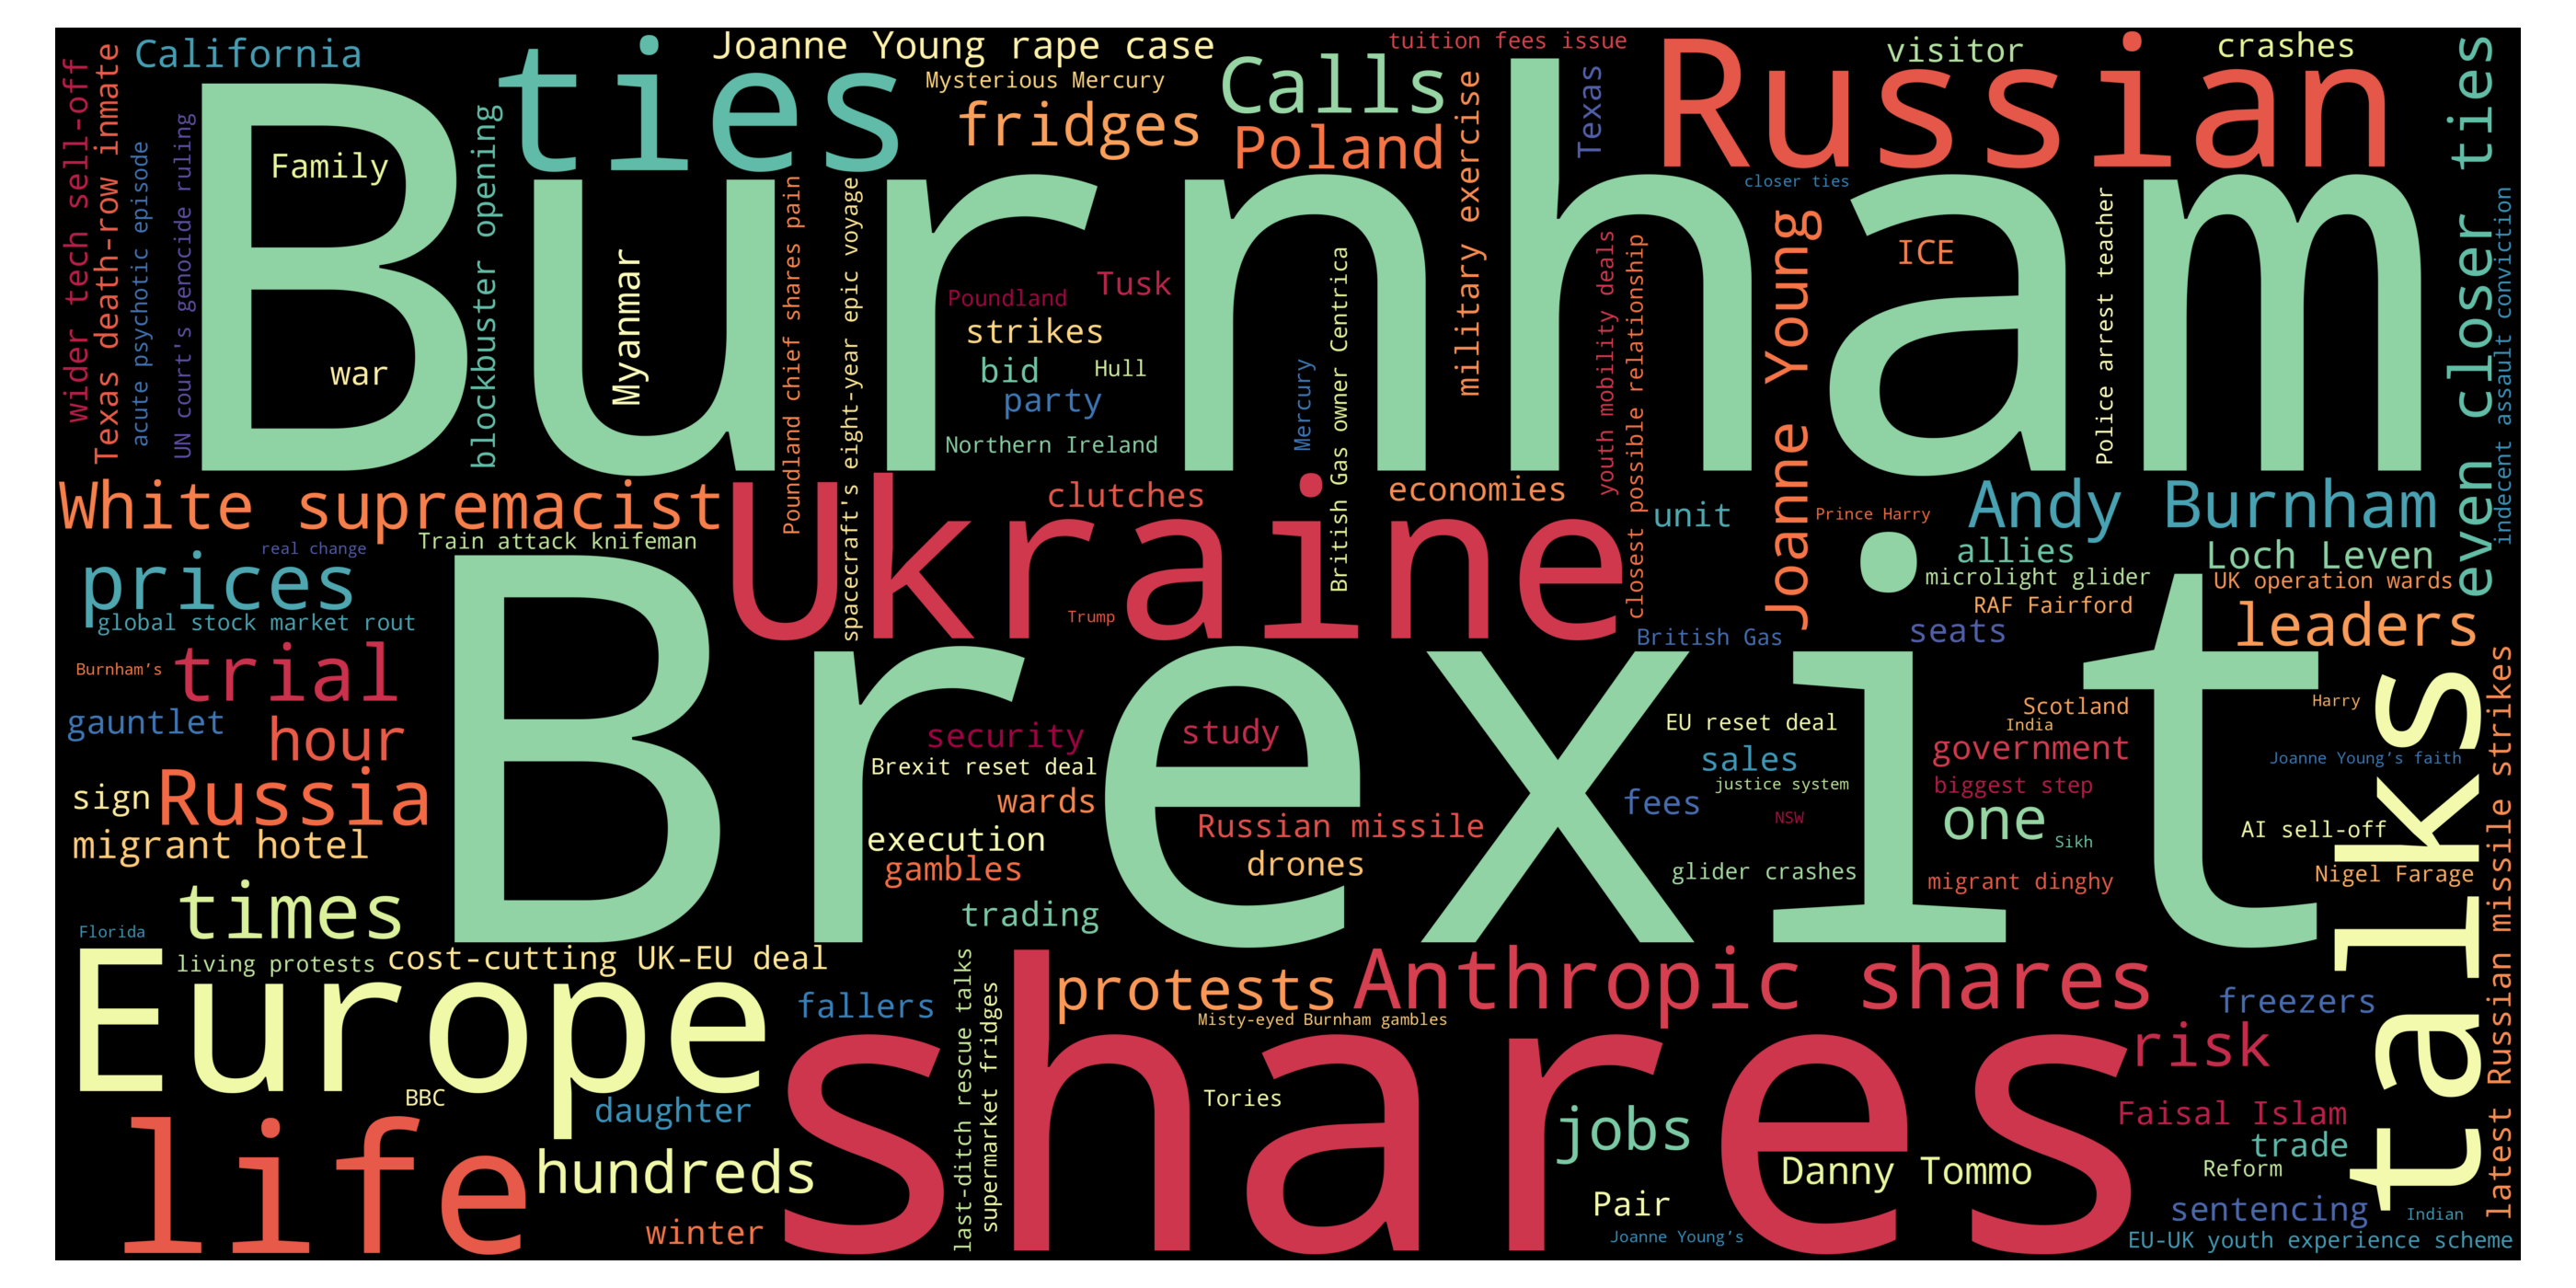 California
Joanne Young rape case
tuition fees issue
visitor
crashes
wider tech sell-off
Texas death-row inmate
acute psychotic episode
UN court's genocide ruling
ties
Mysterious Mercury
fridges
Calls
Poland
military exercise
Texas
Russian
even closer ties
indecent assault conviction
Burnham
Family
war
blockbuster opening
Myanmar
Poundland chief shares pain
spacecraft's eight-year epic voyage
Poundland
Tusk
strikes
bid
Hull
party
Northern Ireland
Mercury
British Gas owner Centrica
youth mobility deals
closest possible relationship
closer ties
Joanne Young
ICE
Police arrest teacher
White supremacist
real change
Train attack knifeman
Ukraine
clutches
economies
unit
Prince Harry
Andy Burnham
allies
Loch Leven
microlight glider
UK operation wards
RAF Fairford
seats
leaders
prices
global stock market rout
Trump
British Gas
Burnham’s
trial
gauntlet
hour
sign
Russia
migrant hotel
Brexit
security
study
Brexit reset deal
wards
execution
gambles
Russian missile
drones
trading
EU reset deal
sales
justice system
fees
NSW
glider crashes
Scotland
India
government
biggest step
one
Sikh
migrant dinghy
Harry
Joanne Young’s faith
AI sell-off
Nigel Farage
talks
latest Russian missile strikes
times
Florida
living protests
cost-cutting UK-EU deal
Europe
fallers
last-ditch rescue talks
supermarket fridges
protests
Anthropic shares
Misty-eyed Burnham gambles
freezers
risk
BBC
daughter
life
hundreds
winter
shares
Tories
jobs
Pair
Danny Tommo
Joanne Young’s
Faisal Islam
trade
Reform
sentencing
Indian
EU-UK youth experience scheme